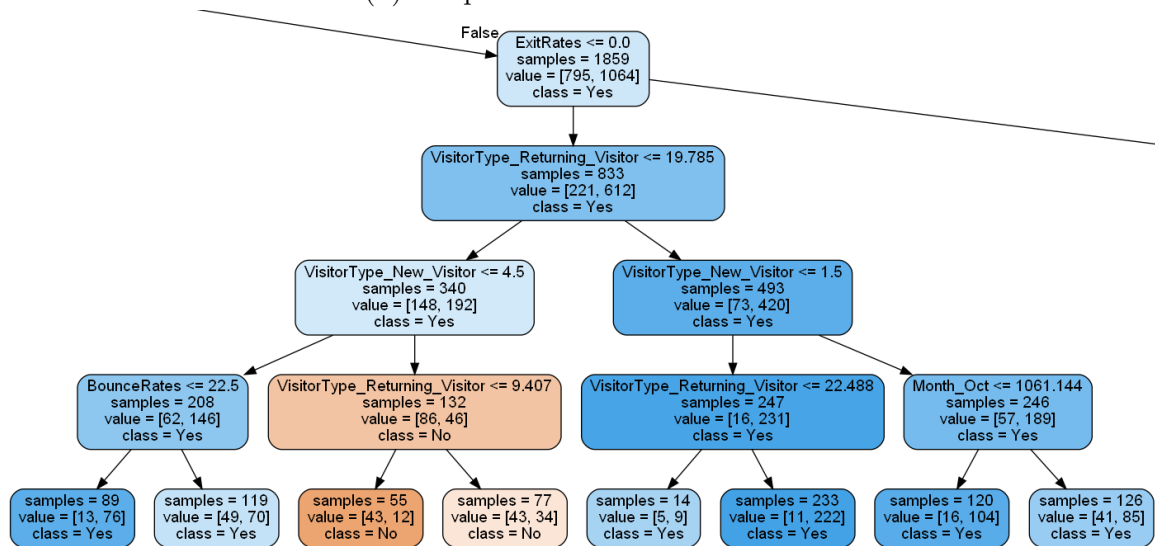 False
ExitRates <= 0.0
samples = 1859
value = [795, 1064]
class = Yes
VisitorType_Returning_Visitor <= 19.785
samples = 833
value = [221, 612]
class = Yes
VisitorType_New_Visitor <= 4.5
samples = 340
value = [148, 192]
class = Yes
VisitorType_New_Visitor <= 1.5
samples = 493
value = [73, 420]
class = Yes
BounceRates <= 22.5
samples = 208
value = [62, 146]
class = Yes
VisitorType_Returning_Visitor <= 9.407
samples = 132
value = [86, 46]
class = No
VisitorType_Returning_Visitor <= 22.488
samples = 247
value = [16, 231]
class = Yes
Month_Oct <= 1061.144
samples = 246
value = [57, 189]
class = Yes
samples = 89
value = [13, 76]
class = Yes
samples = 119
value = [49, 70]
class = Yes
samples = 55
value = [43, 12]
class = No
samples = 77
value = [43, 34]
class = No
samples = 14
value = [5, 9]
class = Yes
samples = 233
value = [11, 222]
class = Yes
samples = 120
value = [16, 104]
class = Yes
samples = 126
value = [41, 85]
class = Yes